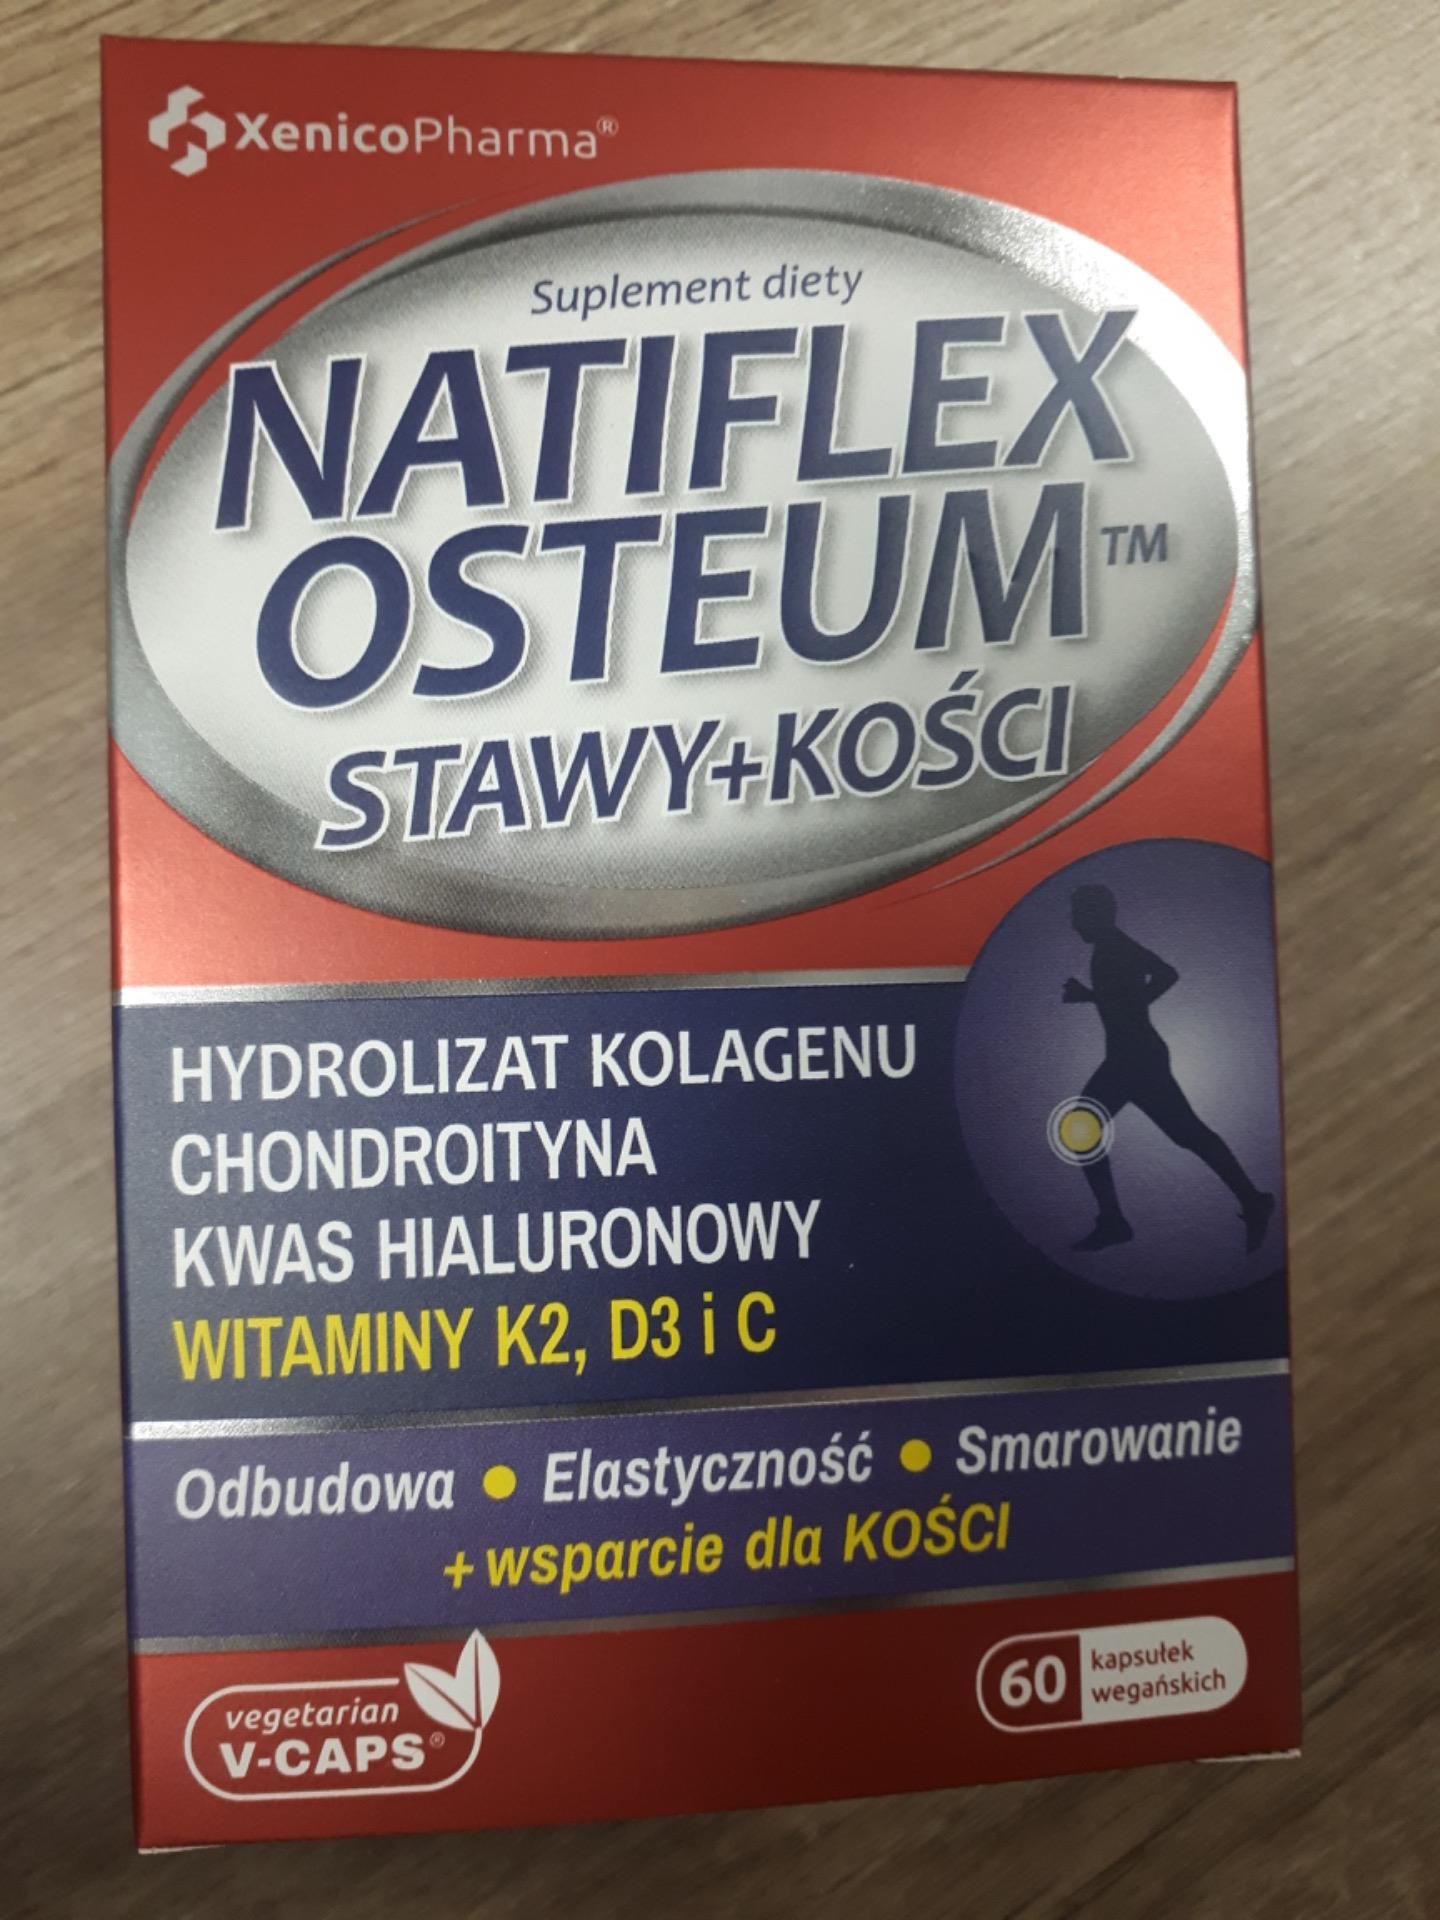 XenicoPharma®
Suplement diety
NATIFLEX
OSTEUM™
STAWY+KOŚCI
HYDROLIZAT KOLAGENU
CHONDROITYNA
KWAS HIALURONOWY
WITAMINY K2, D3 i C
Odbudowa • Elastyczność • Smarowanie
+ wsparcie dla KOŚCI
vegetarian
V-CAPS®
60 kapsułek
wegańskich